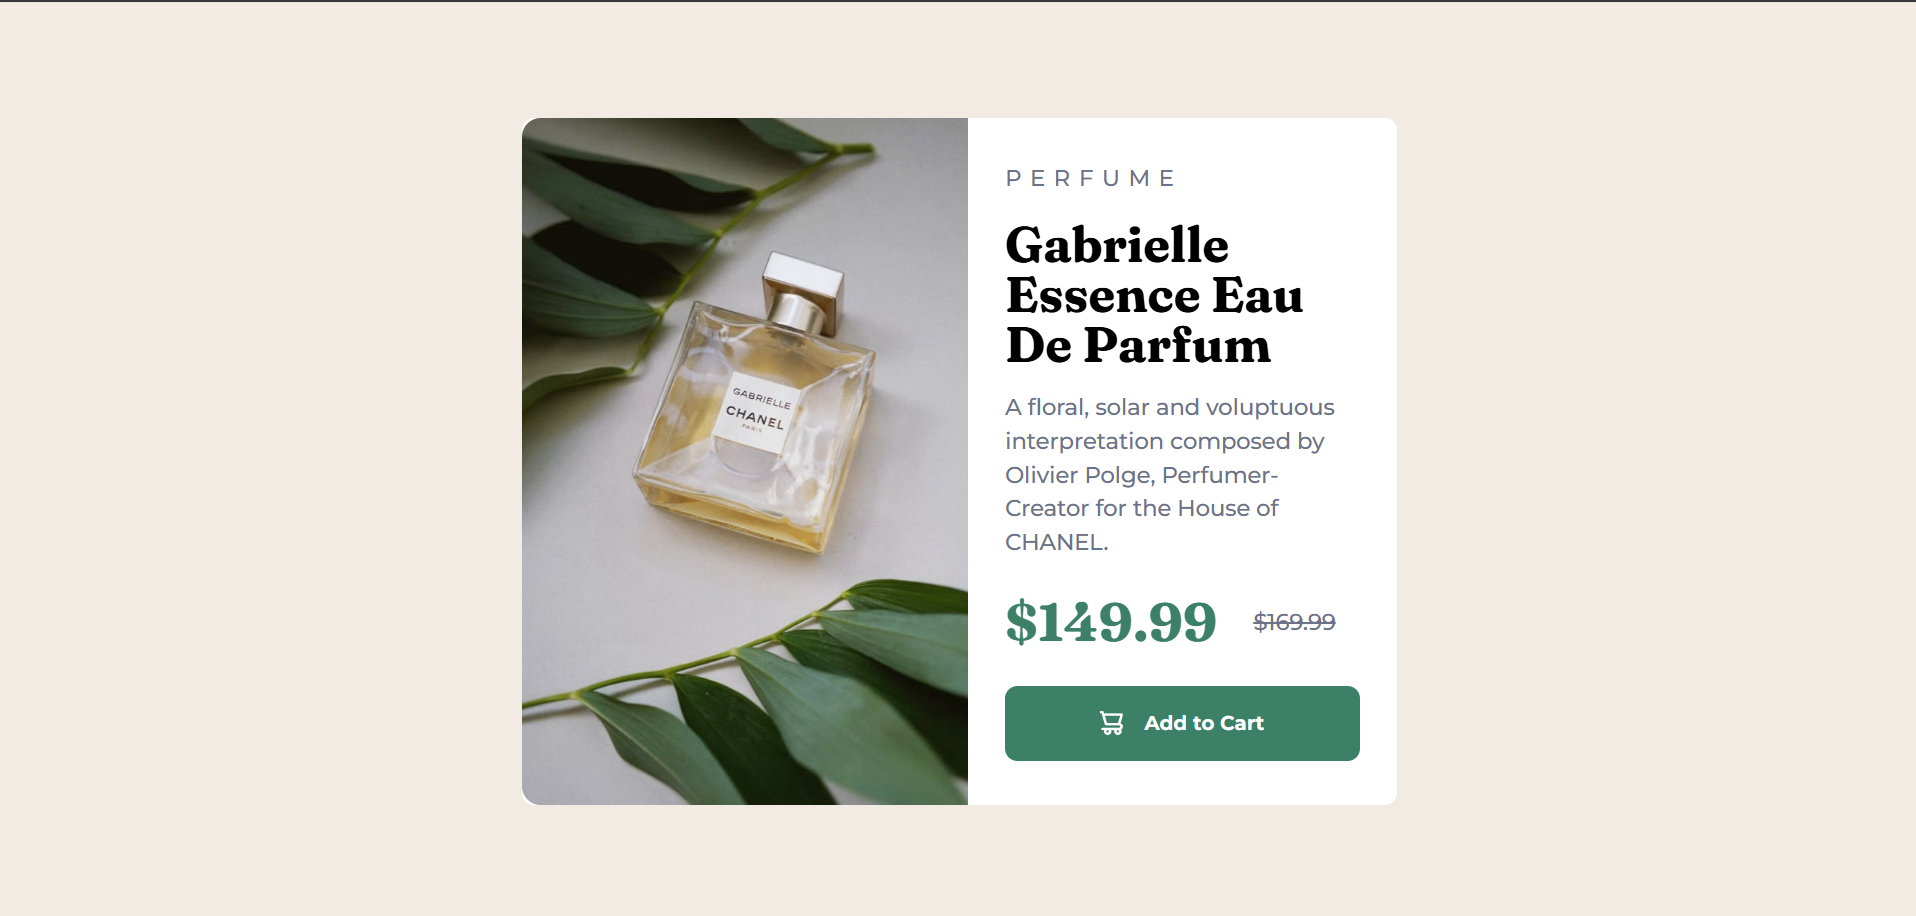 GABRIELLE
CHANEL
PARIS
PERFUME
Gabrielle
Essence Eau
De Parfum
A floral, solar and voluptuous
interpretation composed by
Olivier Polge, Perfumer-
Creator for the House of
CHANEL.
$149.99 $169.99
Add to Cart